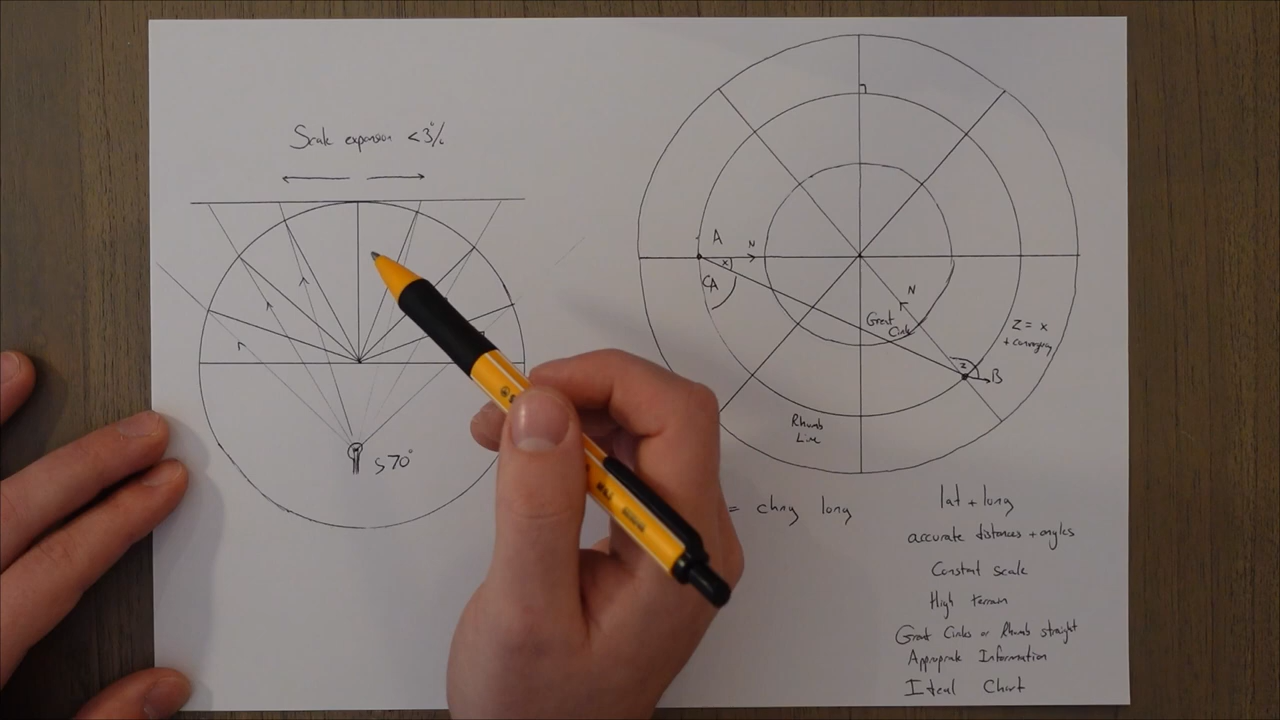 Scale expansion <3%
S 70°
A
N
x
CA
N
Great
Circle
z
B
Z = x
+ convergency
Rhumb
Line
= chng long
lat + long
accurate distances + angles
Constant scale
High terrain
Great Circles or Rhumb straight
Appropriate Information
Ideal Chart